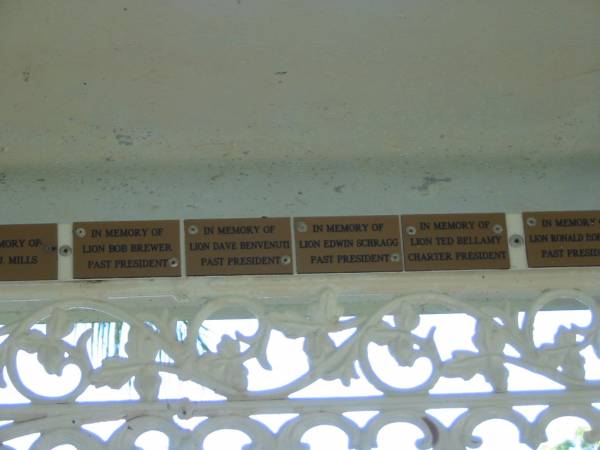 MORY OF
J. MILLS
IN MEMORY OF
LION BOB BREWER
PAST PRESIDENT
IN MEMORY OF
LION DAVE BENVENUTI
PAST PRESIDENT
IN MEMORY OF
LION EDWIN SCHRAGG
PAST PRESIDENT
IN MEMORY OF
LION TED BELLAMY
CHARTER PRESIDENT
IN MEMORY OF
LION RONALD
PAST PRESID